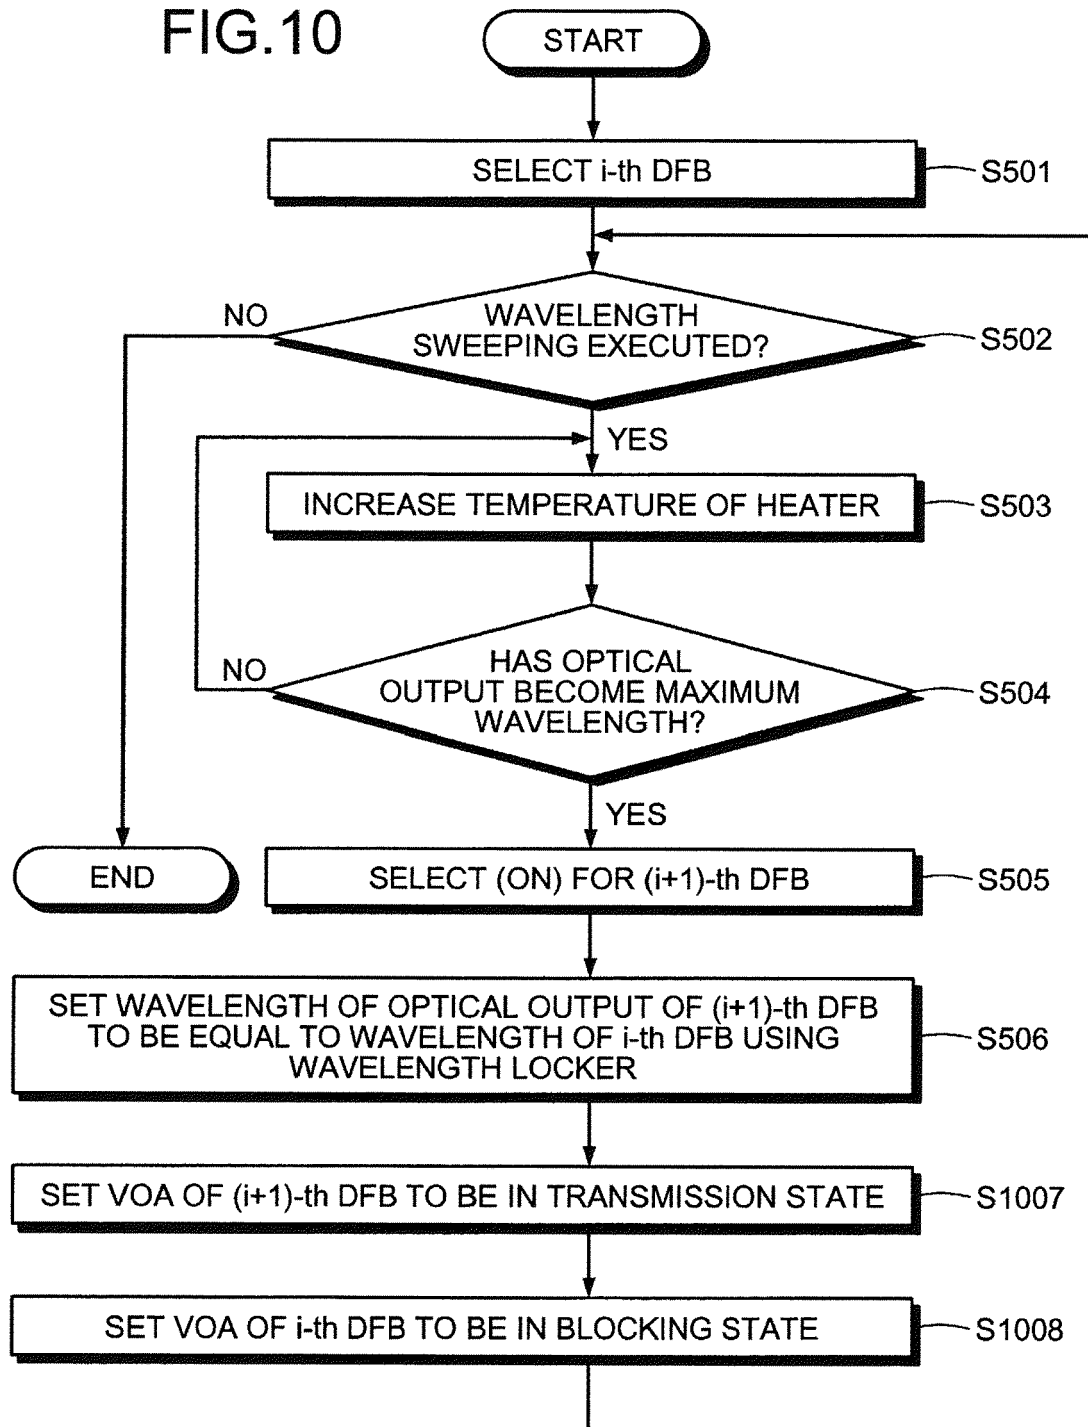 FIG.10
START
SELECT i-th DFB
S501
NO
WAVELENGTH
SWEEPING EXECUTED?
S502
YES
INCREASE TEMPERATURE OF HEATER
S503
NO
HAS OPTICAL
OUTPUT BECOME MAXIMUM
WAVELENGTH?
S504
YES
END
SELECT (ON) FOR (i+1)-th DFB
S505
SET WAVELENGTH OF OPTICAL OUTPUT OF (i+1)-th DFB
TO BE EQUAL TO WAVELENGTH OF i-th DFB USING
WAVELENGTH LOCKER
S506
SET VOA OF (i+1)-th DFB TO BE IN TRANSMISSION STATE
S1007
SET VOA OF i-th DFB TO BE IN BLOCKING STATE
S1008